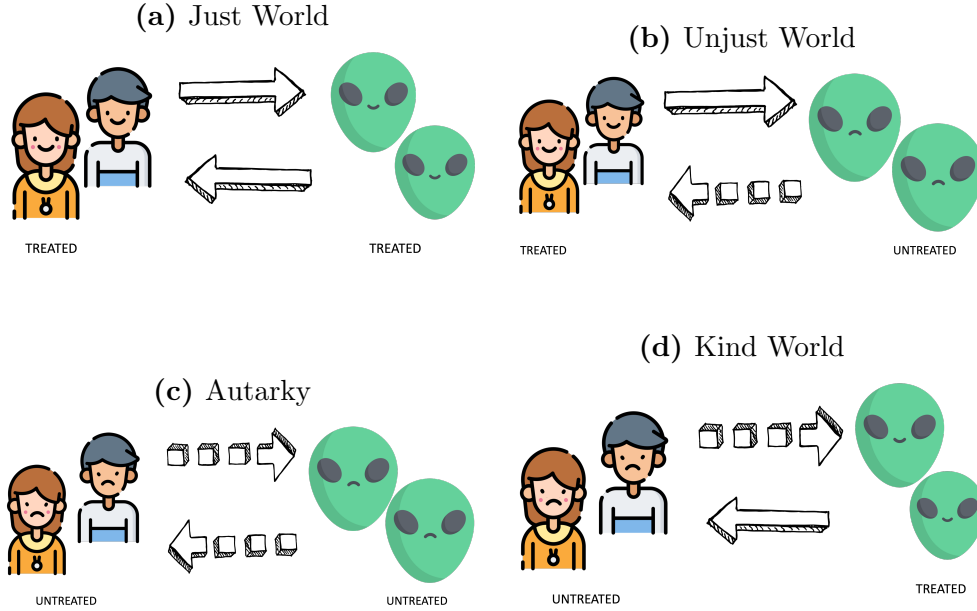 (a) Just World
TREATED
TREATED
(b) Unjust World
TREATED
UNTREATED
(c) Autarky
UNTREATED
UNTREATED
(d) Kind World
UNTREATED
TREATED